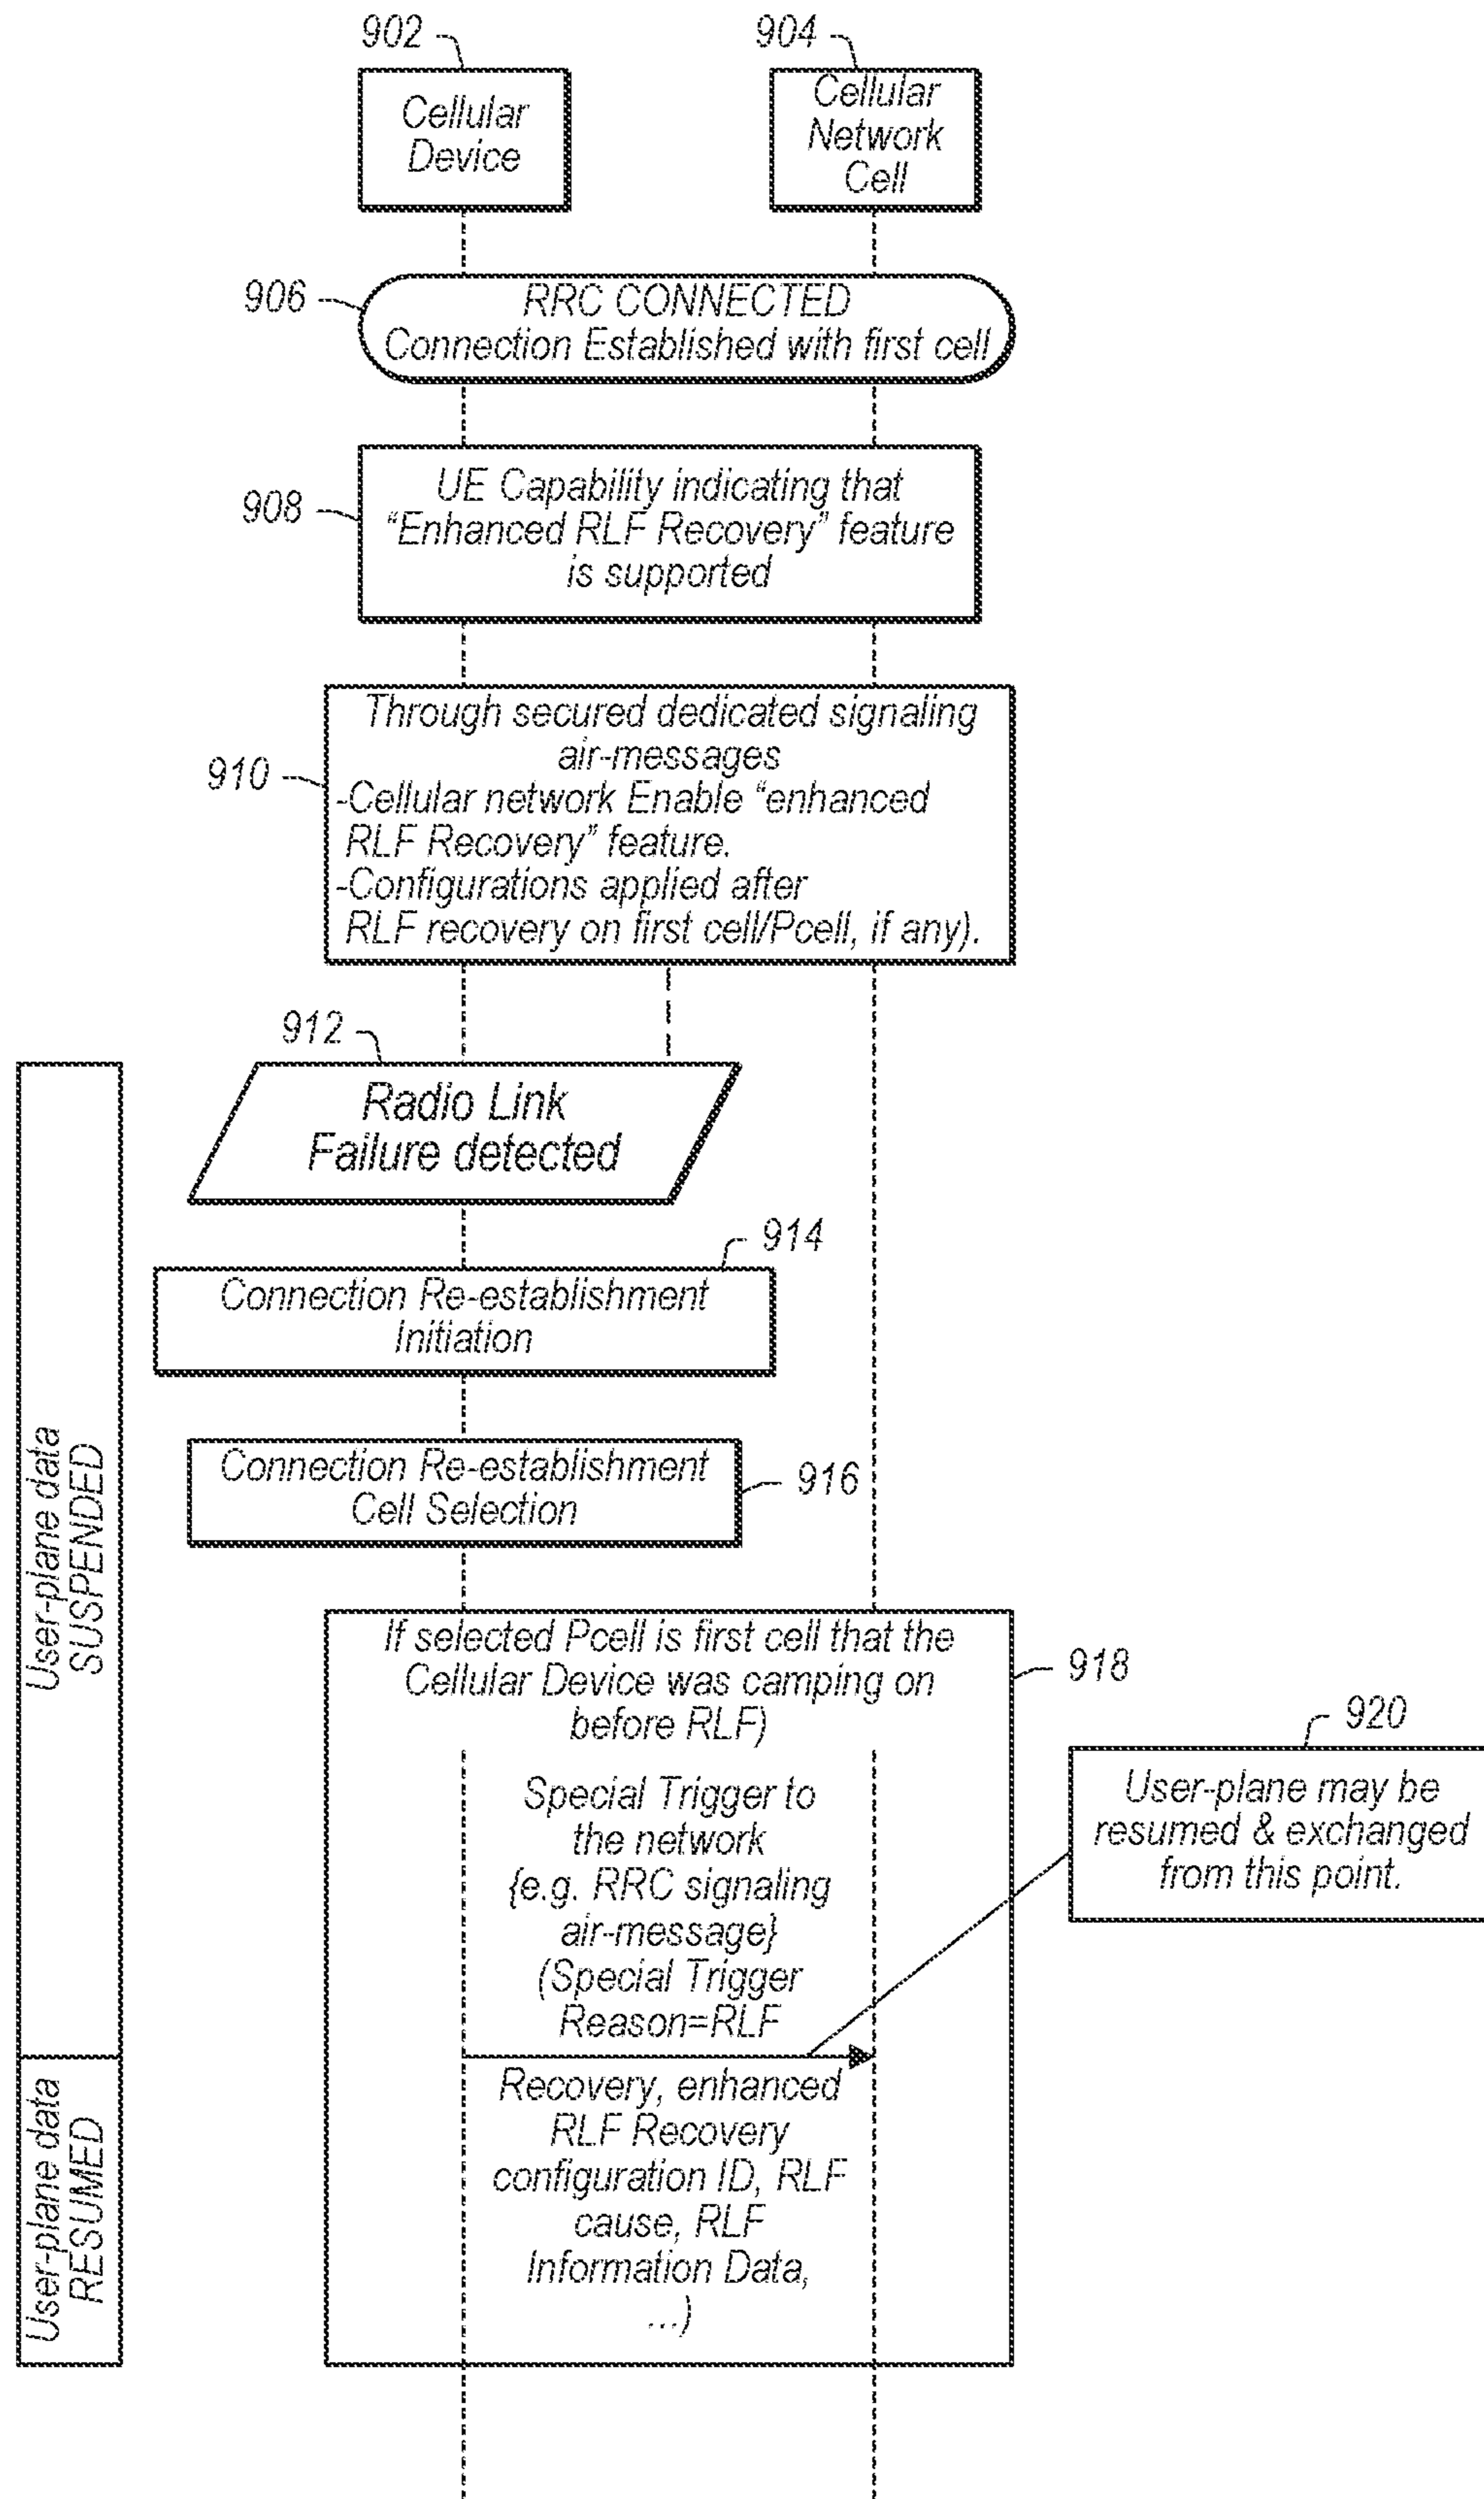 902
904
Cellular
Device
Cellular
Network
Cell
906
RRC CONNECTED
Connection Established with first cell
908
UE Capability indicating that
“Enhanced RLF Recovery” feature
is supported
910
Through secured dedicated signaling
air-messages
-Cellular network Enable “enhanced
RLF Recovery” feature.
-Configurations applied after
RLF recovery on first cell/Pcell, if any).
912
Radio Link
Failure detected
914
Connection Re-establishment
Initiation
916
Connection Re-establishment
Cell Selection
User-plane data
SUSPENDED
918
If selected Pcell is first cell that the
Cellular Device was camping on
before RLF)
920
User-plane may be
resumed & exchanged
from this point.
Special Trigger to
the network
{e.g. RRC signaling
air-message}
(Special Trigger
Reason=RLF
Recovery, enhanced
RLF Recovery
configuration ID, RLF
cause, RLF
Information Data,
...)
User-plane data
RESUMED